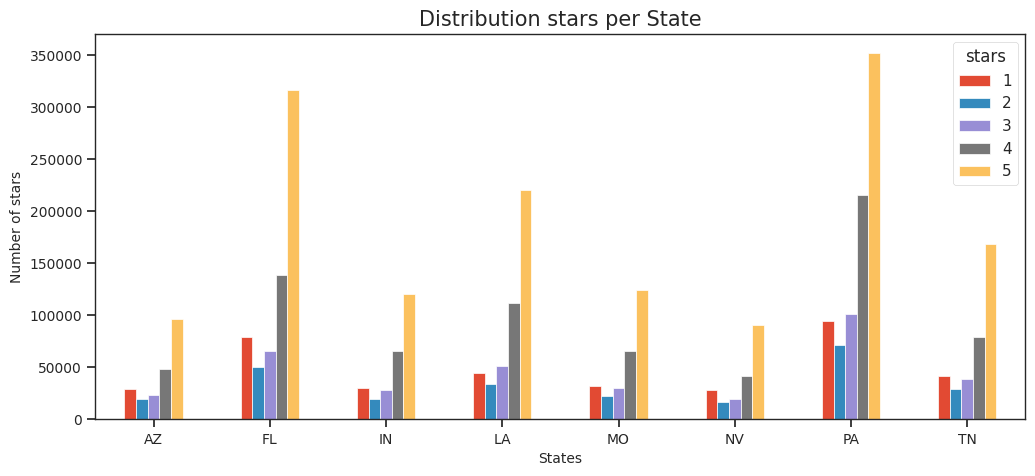 Distribution stars per State
Number of stars
350000
300000
250000
200000
150000
100000
50000
0
stars
1
2
3
4
5
AZ FL IN LA MO NV PA TN
States